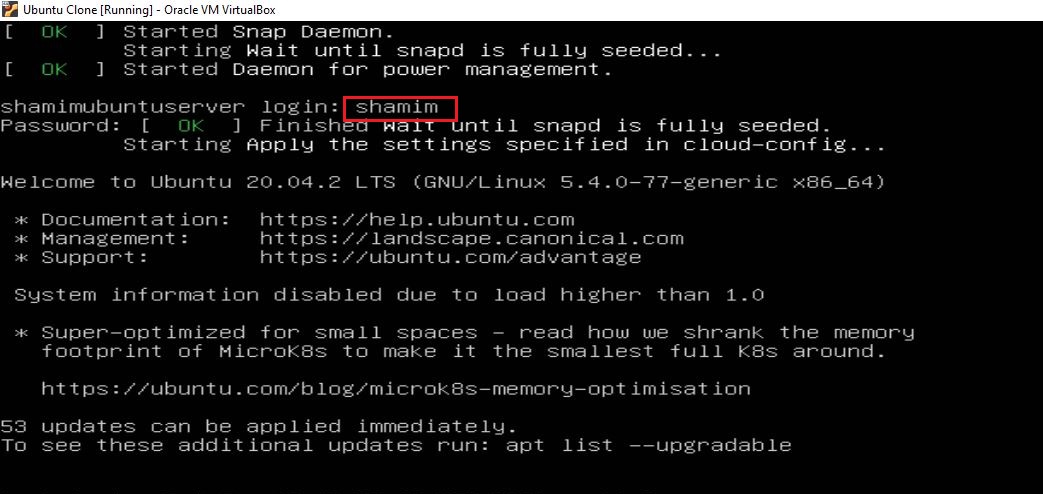 Ubuntu Clone [Running] - Oracle VM VirtualBox
[  OK  ] Started Snap Daemon.
         Starting Wait until snapd is fully seeded...
[  OK  ] Started Daemon for power management.
shamimubuntuserver login: shamim
Password: [  OK  ] Finished Wait until snapd is fully seeded.
         Starting Apply the settings specified in cloud-config...
Welcome to Ubuntu 20.04.2 LTS (GNU/Linux 5.4.0-77-generic x86_64)
 * Documentation:  https://help.ubuntu.com
 * Management:     https://landscape.canonical.com
 * Support:        https://ubuntu.com/advantage
 System information disabled due to load higher than 1.0
 * Super-optimized for small spaces - read how we shrank the memory
   footprint of MicroK8s to make it the smallest full K8s around.
   https://ubuntu.com/blog/microk8s-memory-optimisation
53 updates can be applied immediately.
To see these additional updates run: apt list --upgradable